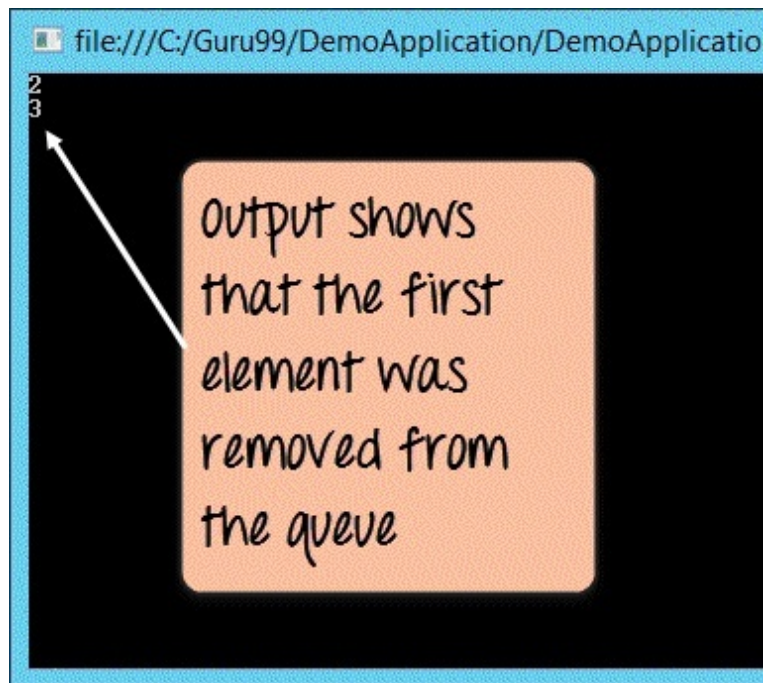 file:///C:/Guru99/DemoApplication/DemoApplicatio
2
3
Output shows
that the first
element was
removed from
the queue